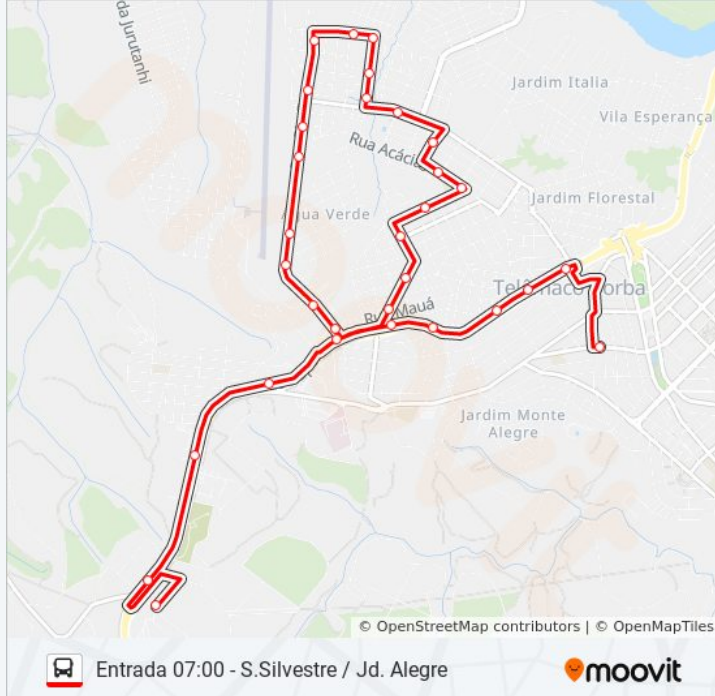 da Jurutanhi
Jardim Italia
Vila Esperança
Rua Acácia
Jardim Florestal
Água Verde
Telêmaco Borba
Rua Mauá
Jardim Monte
Alegre
© OpenStreetMap contributors | © OpenMapTiles
Entrada 07:00 - S.Silvestre / Jd. Alegre
moovit